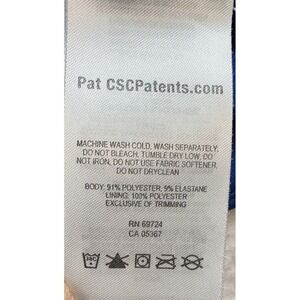 Pat CSCPatents.com
MACHINE WASH COLD, WASH SEPARATELY,
DO NOT BLEACH, TUMBLE DRY LOW, DO
NOT IRON, DO NOT USE FABRIC SOFTENER,
DO NOT DRYCLEAN
BODY: 91% POLYESTER, 9% ELASTANE
LINING: 100% POLYESTER
EXCLUSIVE OF TRIMMING
RN 69724
CA 05367